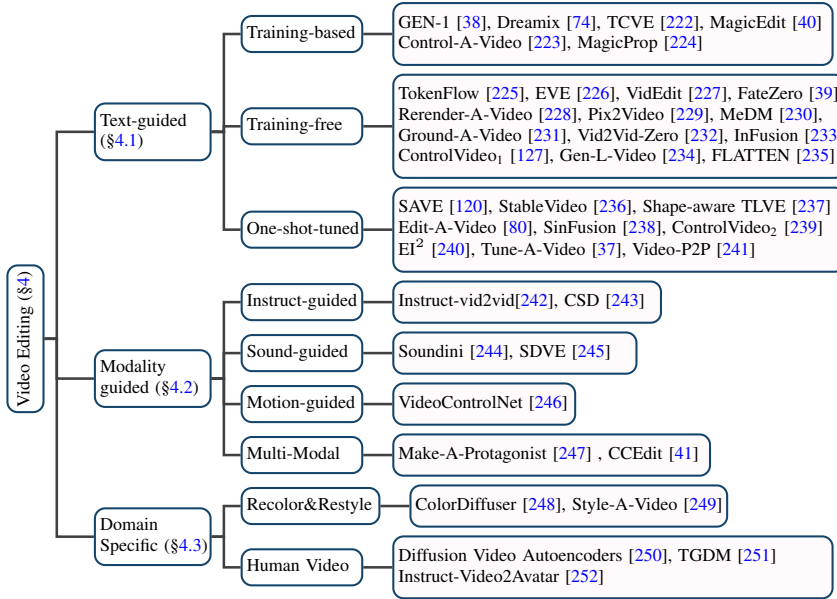 Video Editing (§4)
Text-guided
(§4.1)
Training-based
GEN-1 [38], Dreamix [74], TCVE [222], MagicEdit [40]
Control-A-Video [223], MagicProp [224]
Training-free
TokenFlow [225], EVE [226], VidEdit [227], FateZero [39]
Rerender-A-Video [228], Pix2Video [229], MeDM [230],
Ground-A-Video [231], Vid2Vid-Zero [232], InFusion [233
ControlVideo₁ [127], Gen-L-Video [234], FLATTEN [235]
One-shot-tuned
SAVE [120], StableVideo [236], Shape-aware TLVE [237]
Edit-A-Video [80], SinFusion [238], ControlVideo₂ [239]
EI² [240], Tune-A-Video [37], Video-P2P [241]
Modality
guided (§4.2)
Instruct-guided
Instruct-vid2vid[242], CSD [243]
Sound-guided
Soundini [244], SDVE [245]
Motion-guided
VideoControlNet [246]
Multi-Modal
Make-A-Protagonist [247] , CCEdit [41]
Domain
Specific (§4.3)
Recolor&Restyle
ColorDiffuser [248], Style-A-Video [249]
Human Video
Diffusion Video Autoencoders [250], TGDM [251]
Instruct-Video2Avatar [252]